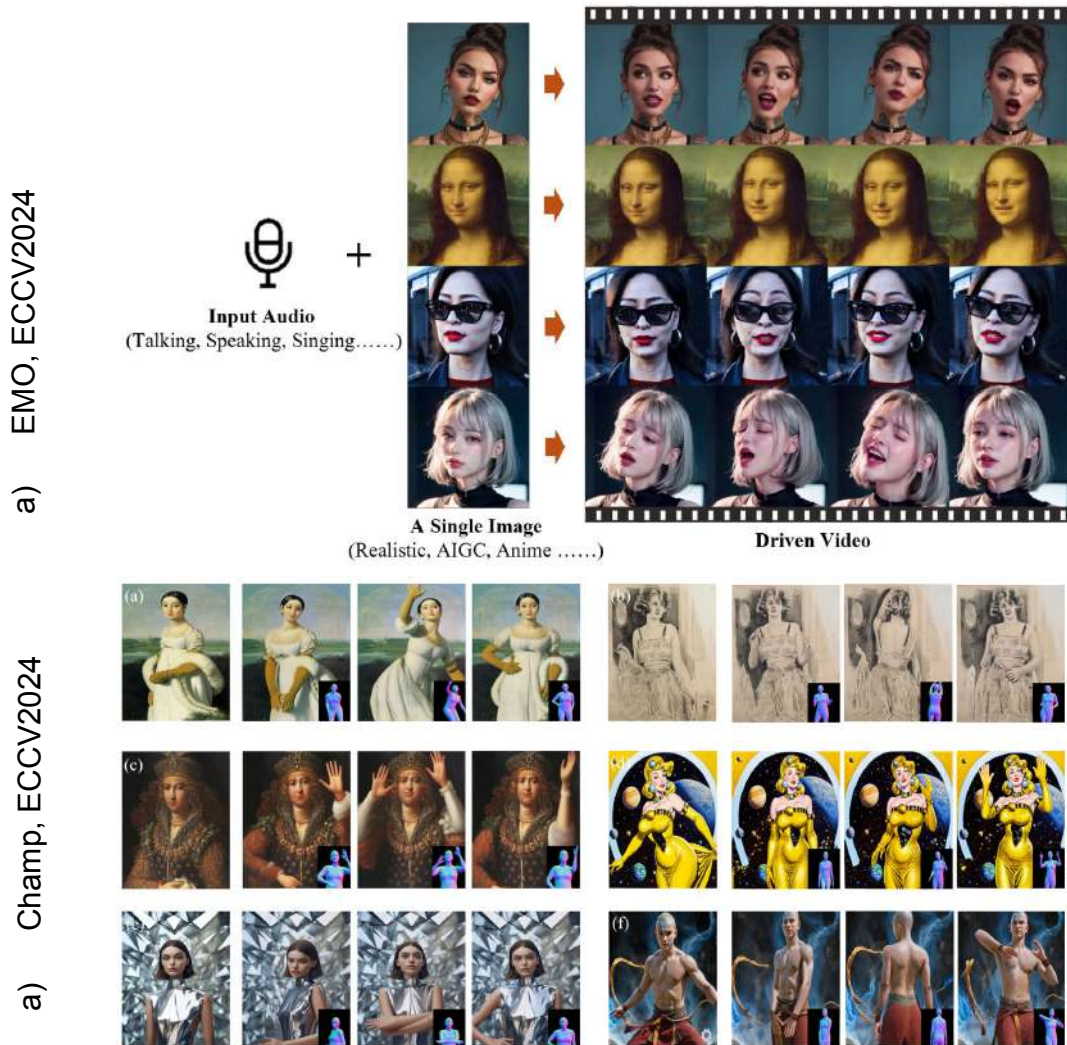 a) EMO, ECCV2024
Input Audio
(Talking, Speaking, Singing……)
+
A Single Image
(Realistic, AIGC, Anime ……)
Driven Video
a) Champ, ECCV2024
(a)
(b)
(c)
(f)